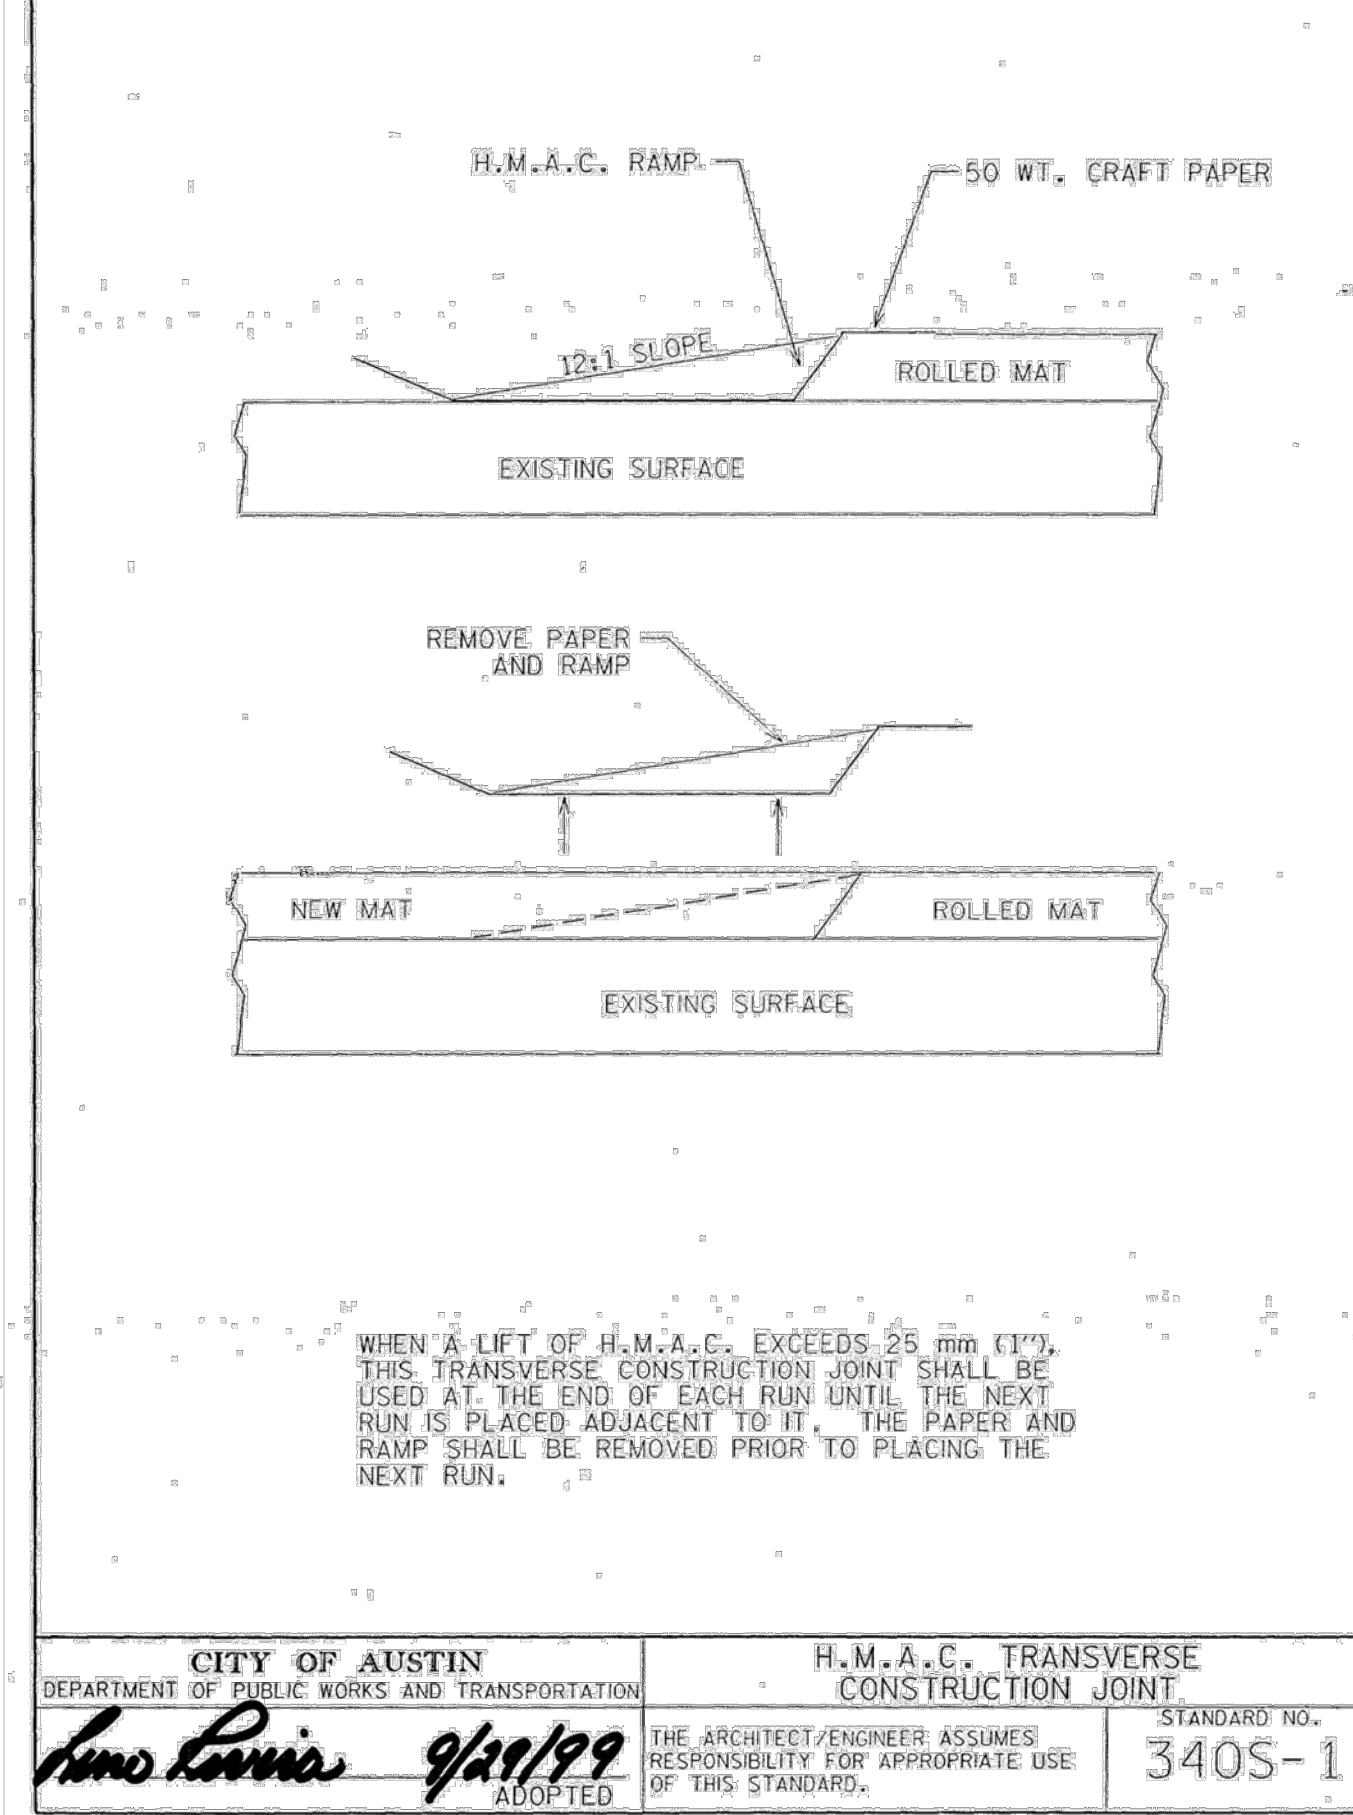 H.M.A.C. RAMP
50 WT. CRAFT PAPER
12:1 SLOPE
ROLLED MAT
EXISTING SURFACE
REMOVE PAPER
AND RAMP
NEW MAT
ROLLED MAT
EXISTING SURFACE
WHEN A LIFT OF H.M.A.C. EXCEEDS 25 mm (1''),
THIS TRANSVERSE CONSTRUCTION JOINT SHALL BE
USED AT THE END OF EACH RUN UNTIL THE NEXT
RUN IS PLACED ADJACENT TO IT. THE PAPER AND
RAMP SHALL BE REMOVED PRIOR TO PLACING THE
NEXT RUN.
CITY OF AUSTIN
DEPARTMENT OF PUBLIC WORKS AND TRANSPORTATION
9/29/99
ADOPTED
H.M.A.C. TRANSVERSE
CONSTRUCTION JOINT
THE ARCHITECT/ENGINEER ASSUMES
RESPONSIBILITY FOR APPROPRIATE USE
OF THIS STANDARD.
STANDARD NO.
340S-1